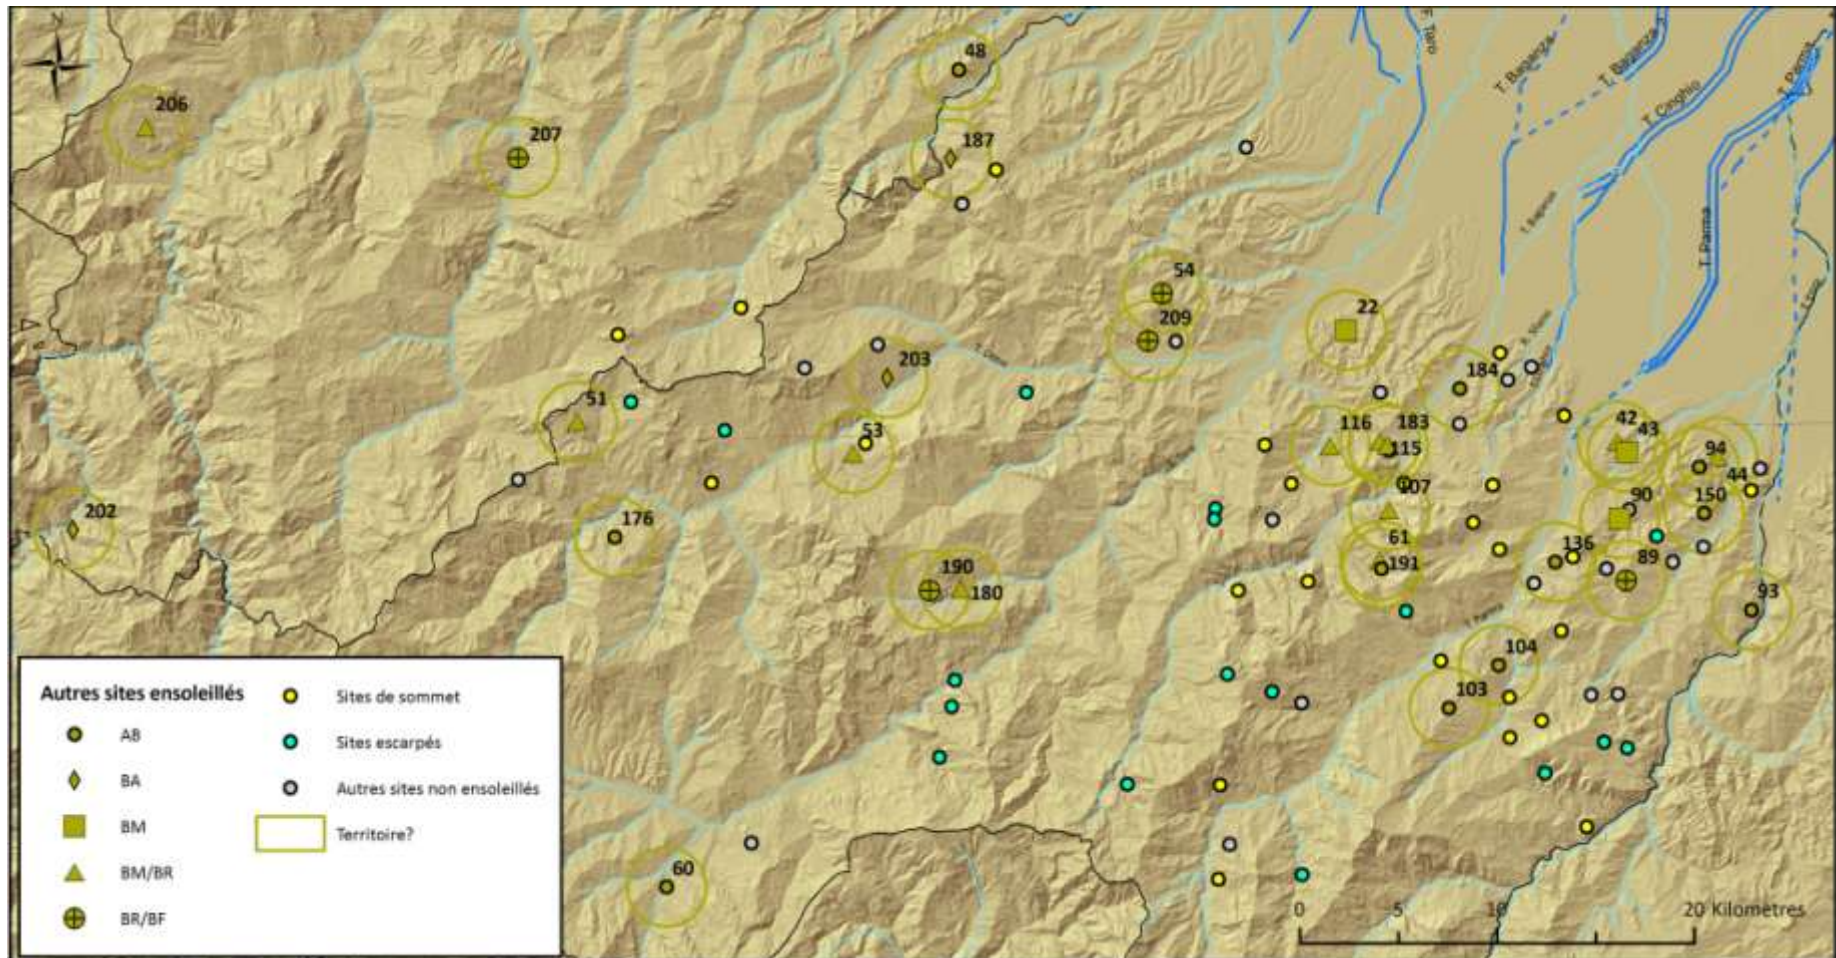 N
48
206
207
187
F. Taro
T. Baganza
T. Baganza
T. Cinghio
T. Parma
T. Parma
54
209
22
203
51
53
184
116
183
115
107
42
43
94
44
90
150
202
176
136
89
61
191
190
180
93
T. Parma
104
103
60
Autres sites ensoleillés
AB
BA
BM
BM/BR
BR/BF
Sites de sommet
Sites escarpés
Autres sites non ensoleillés
Territoire?
0 5 10 20 Kilomètres